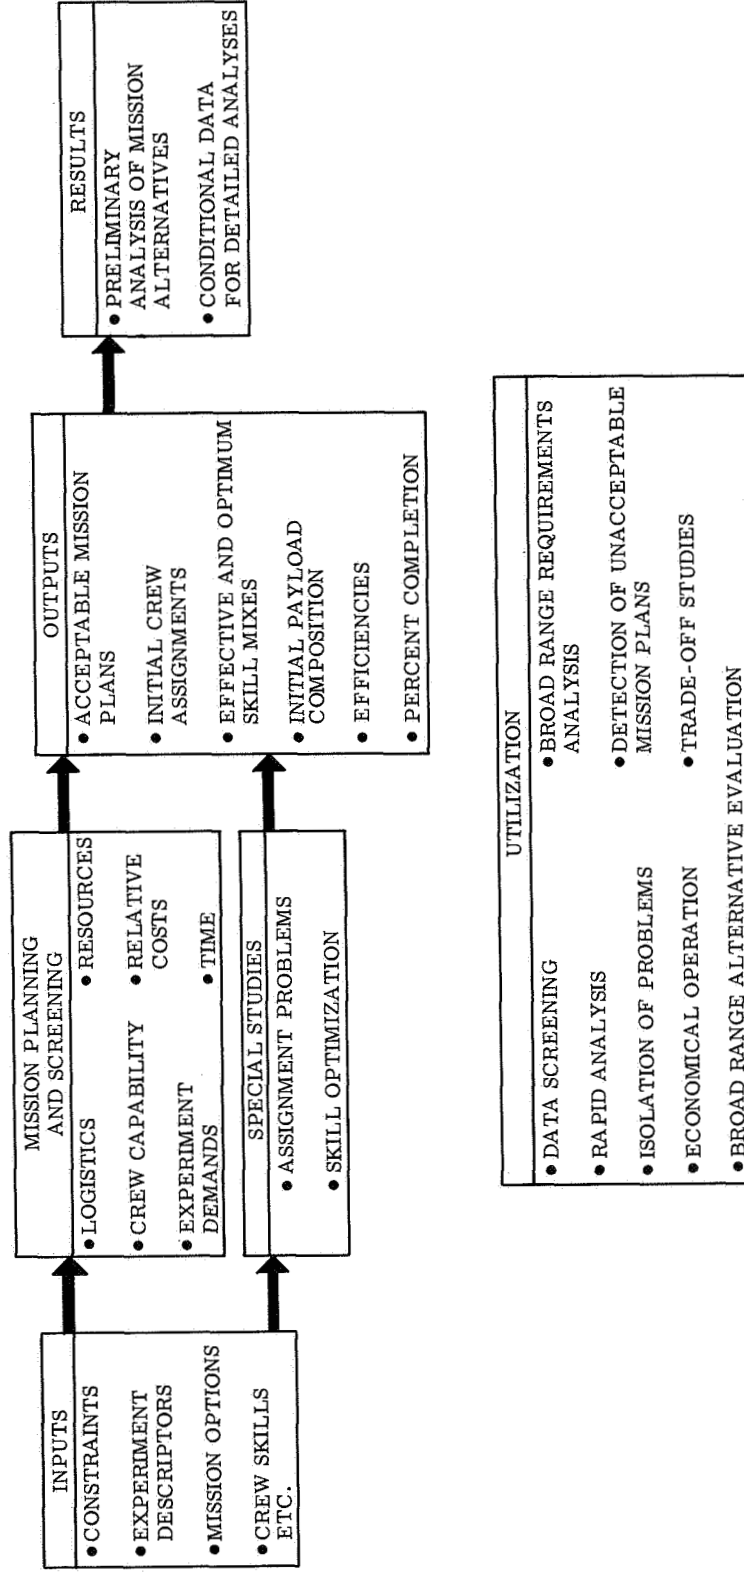 INPUTS
●CONSTRAINTS
●EXPERIMENT
DESCRIPTORS
●MISSION OPTIONS
●CREW SKILLS
ETC.
MISSION PLANNING
AND SCREENING
●LOGISTICS
●RESOURCES
●CREW CAPABILITY
●RELATIVE
COSTS
●EXPERIMENT
DEMANDS
●TIME
SPECIAL STUDIES
●ASSIGNMENT PROBLEMS
●SKILL OPTIMIZATION
OUTPUTS
●ACCEPTABLE MISSION
PLANS
●INITIAL CREW
ASSIGNMENTS
●EFFECTIVE AND OPTIMUM
SKILL MIXES
●INITIAL PAYLOAD
COMPOSITION
●EFFICIENCIES
●PERCENT COMPLETION
RESULTS
●PRELIMINARY
ANALYSIS OF MISSION
ALTERNATIVES
●CONDITIONAL DATA
FOR DETAILED ANALYSES
UTILIZATION
●DATA SCREENING
●RAPID ANALYSIS
●ISOLATION OF PROBLEMS
●ECONOMICAL OPERATION
●BROAD RANGE ALTERNATIVE EVALUATION
●BROAD RANGE REQUIREMENTS
ANALYSIS
●DETECTION OF UNACCEPTABLE
MISSION PLANS
●TRADE-OFF STUDIES